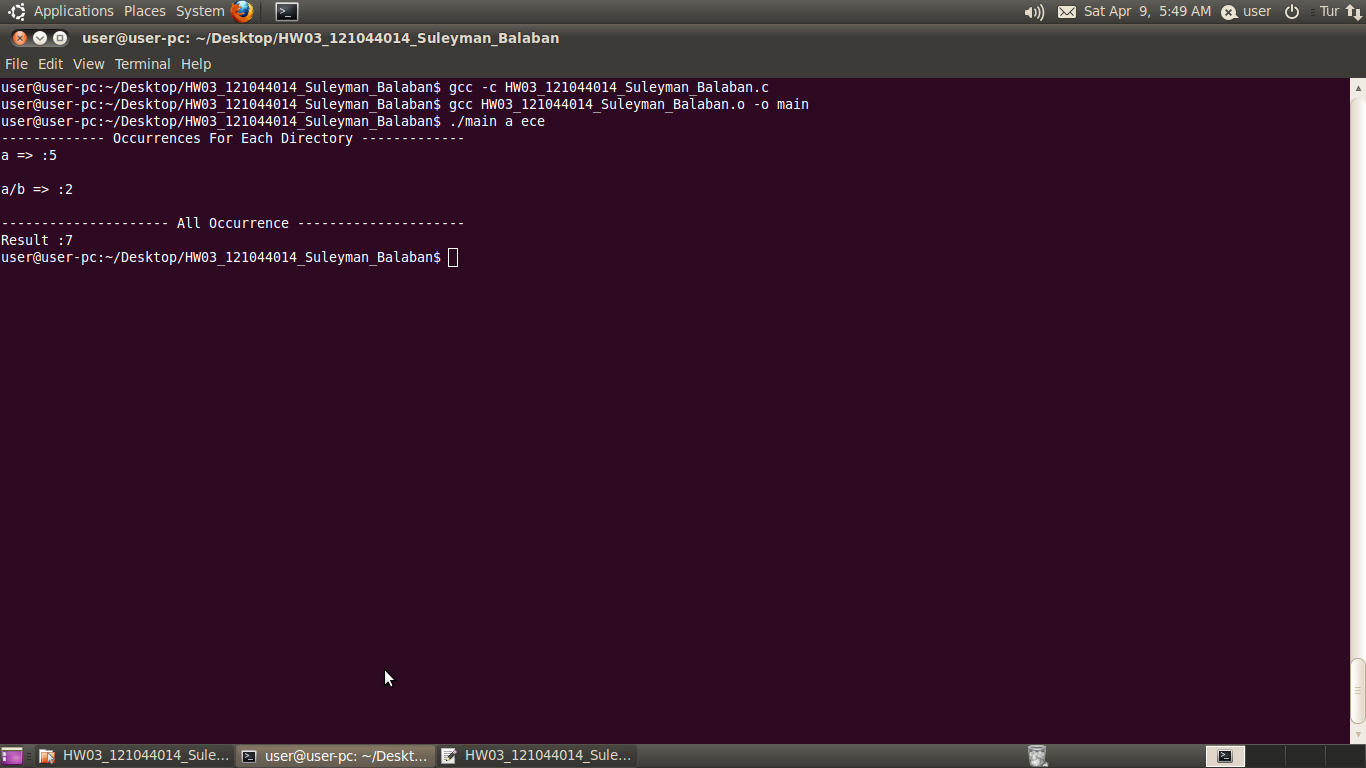 Applications Places System Sat Apr 9, 5:49 AM user Tur
user@user-pc: ~/Desktop/HW03_121044014_Suleyman_Balaban
File Edit View Terminal Help
user@user-pc:~/Desktop/HW03_121044014_Suleyman_Balaban$ gcc -c HW03_121044014_Suleyman_Balaban.c
user@user-pc:~/Desktop/HW03_121044014_Suleyman_Balaban$ gcc HW03_121044014_Suleyman_Balaban.o -o main
user@user-pc:~/Desktop/HW03_121044014_Suleyman_Balaban$ ./main a ece
------------- Occurrences For Each Directory -------------
a => :5
a/b => :2
--------------------- All Occurrence ---------------------
Result :7
user@user-pc:~/Desktop/HW03_121044014_Suleyman_Balaban$
HW03_121044014_Sule... user@user-pc: ~/Deskt... HW03_121044014_Sule...